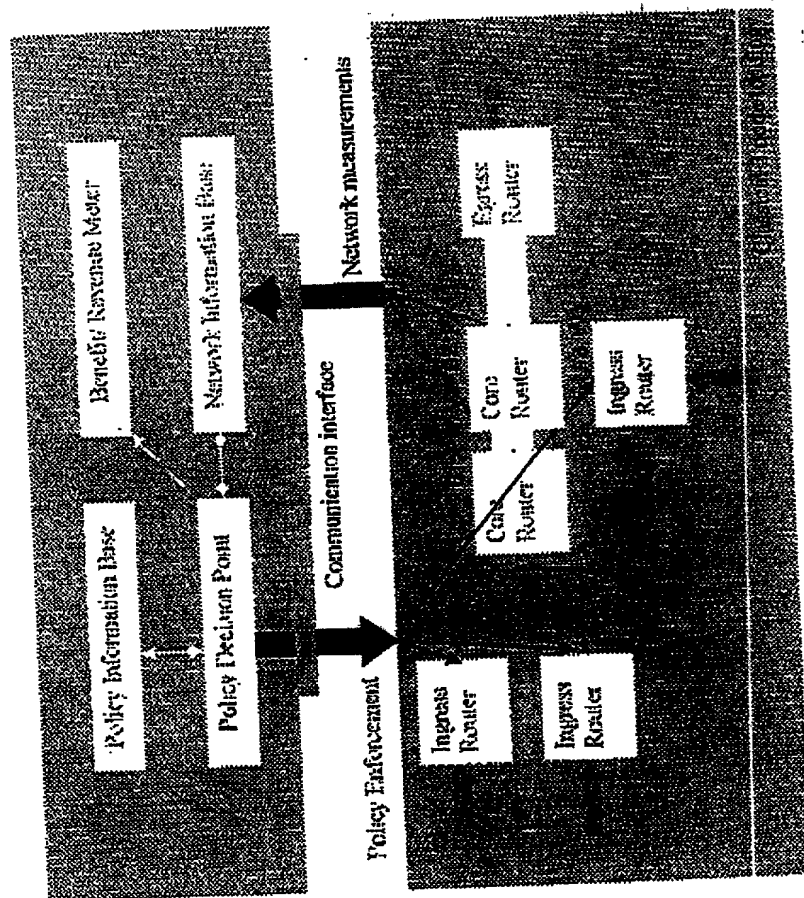 Policy Information Base
Benefit/ Revenue Meter
Policy Decision Point
Network Information Base
Communication interface
Policy Enforcement
Network measurements
Ingress
Router
Core
Router
Core
Router
Egress
Router
Ingress
Router
Ingress
Router